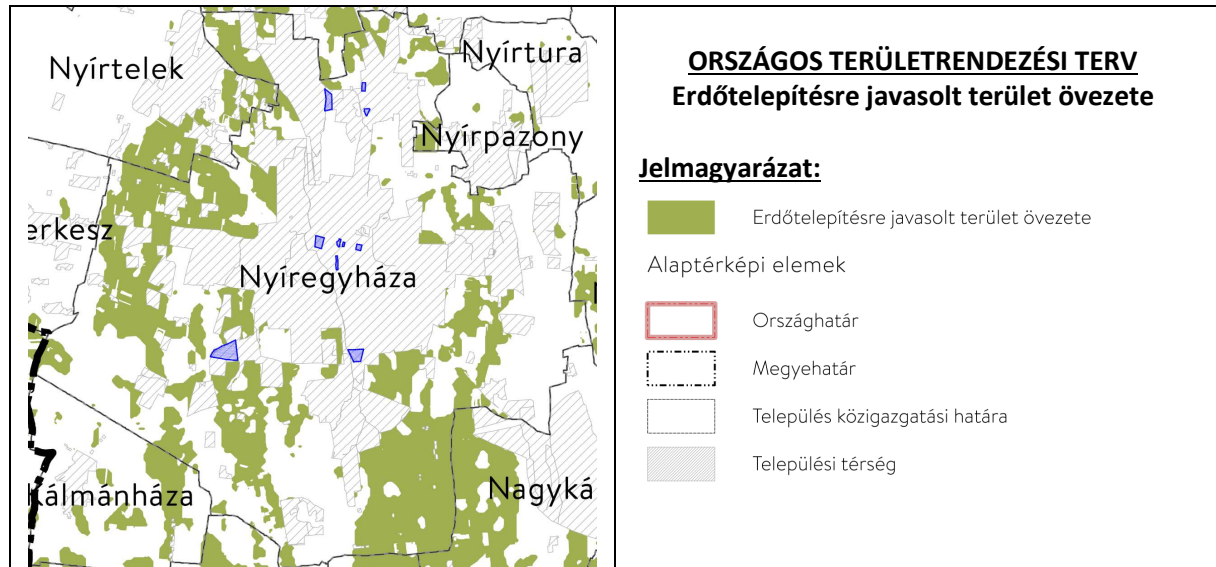 Nyírtelek
Nyírtura
Nyírpazony
erkesz
Nyíregyháza
Kálmánháza
Nagyká
ORSZÁGOS TERÜLETRENDEZÉSI TERV
Erdőtelepítésre javasolt terület övezete
Jelmagyarázat:
Erdőtelepítésre javasolt terület övezete
Alaptérképi elemek
Országhatár
Megyehatár
Település közigazgatási határa
Települési térség